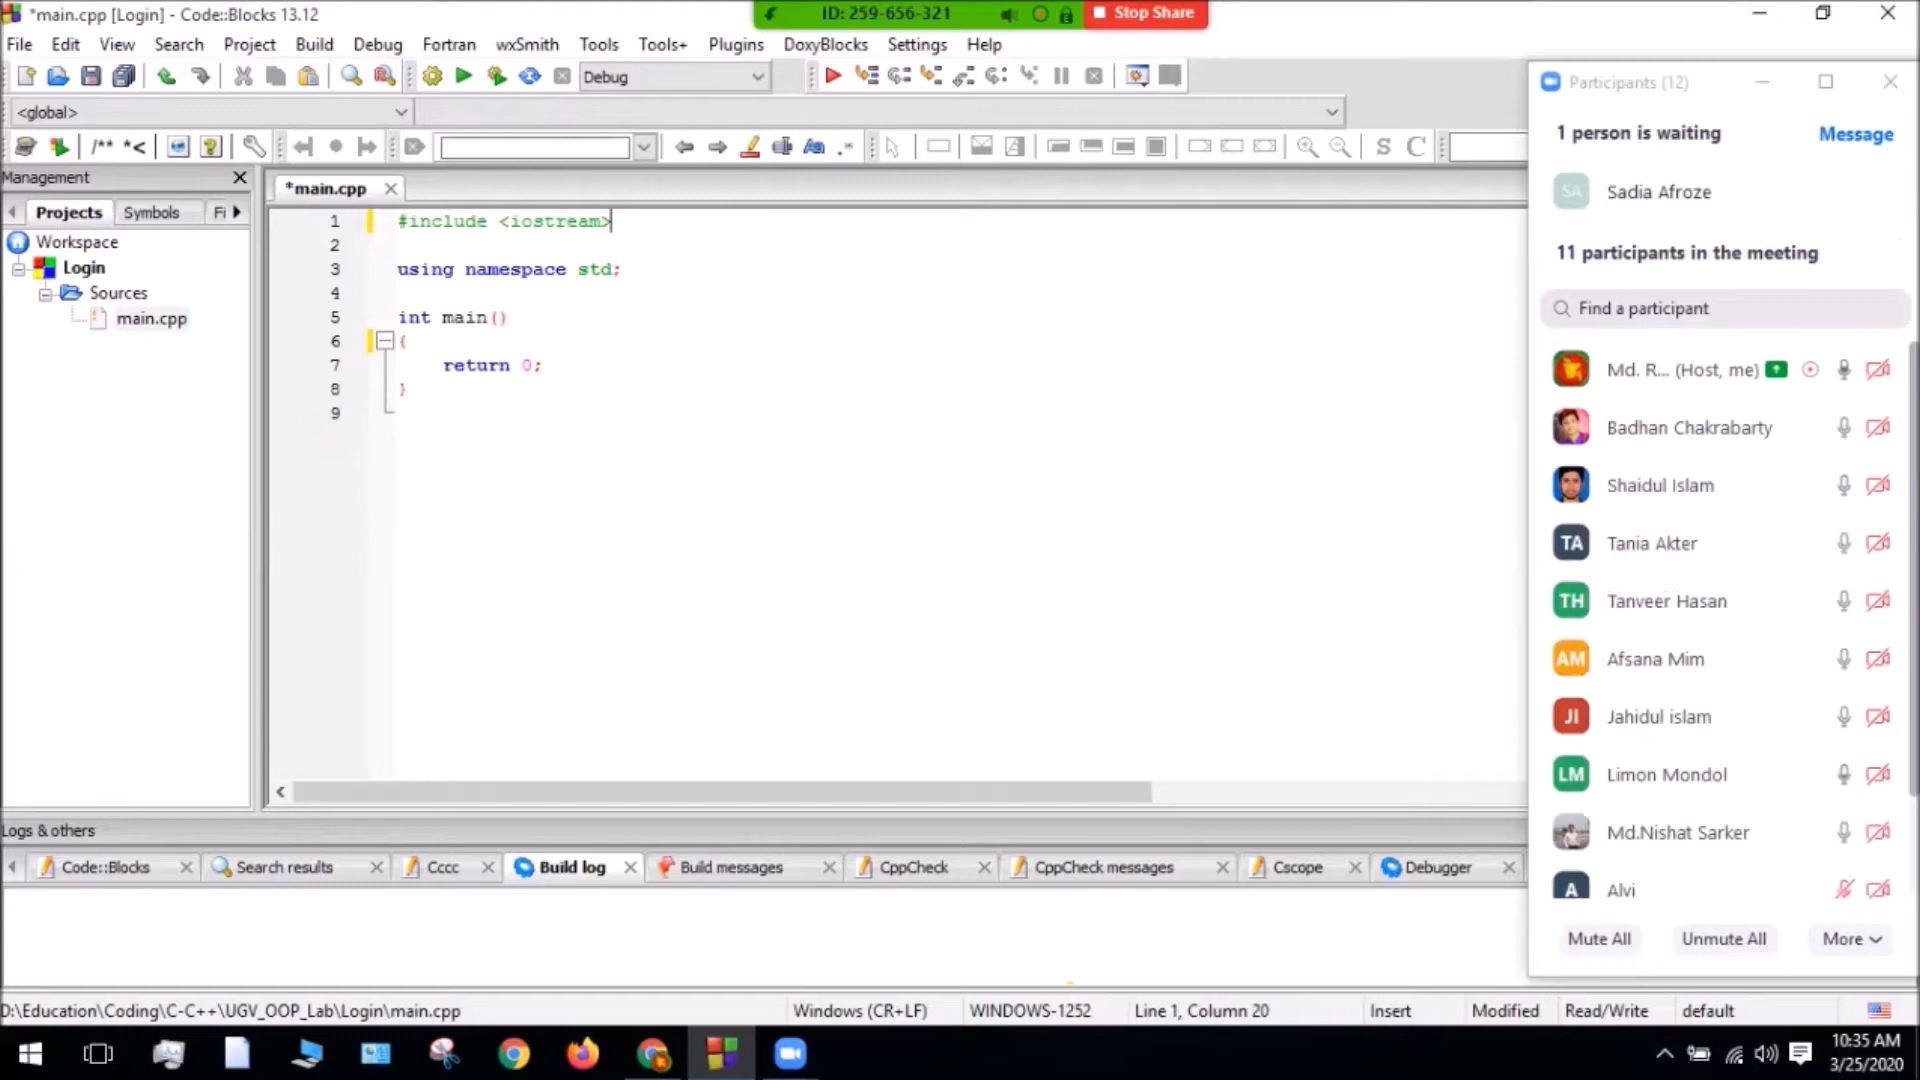 *main.cpp [Login] - Code::Blocks 13.12
ID: 259-656-321
Stop Share
File Edit View Search Project Build Debug Fortran wxSmith Tools Tools+ Plugins DoxyBlocks Settings Help
Debug
<global>
/** *<
Aa .*
S C
Management
Projects Symbols Fi
Workspace
Login
Sources
main.cpp
*main.cpp
1 #include <iostream>
2
3 using namespace std;
4
5 int main()
6 {
7 return 0;
8 }
9
Logs & others
Code::Blocks Search results Cccc Build log Build messages CppCheck CppCheck messages Cscope Debugger
D:\Education\Coding\C-C++\UGV_OOP_Lab\Login\main.cpp Windows (CR+LF) WINDOWS-1252 Line 1, Column 20 Insert Modified Read/Write default
Participants (12)
1 person is waiting Message
SA Sadia Afroze
11 participants in the meeting
Find a participant
Md. R... (Host, me)
Badhan Chakrabarty
Shaidul Islam
TA Tania Akter
TH Tanveer Hasan
AM Afsana Mim
JI Jahidul islam
LM Limon Mondol
Md.Nishat Sarker
A Alvi
Mute All Unmute All More
10:35 AM
3/25/2020